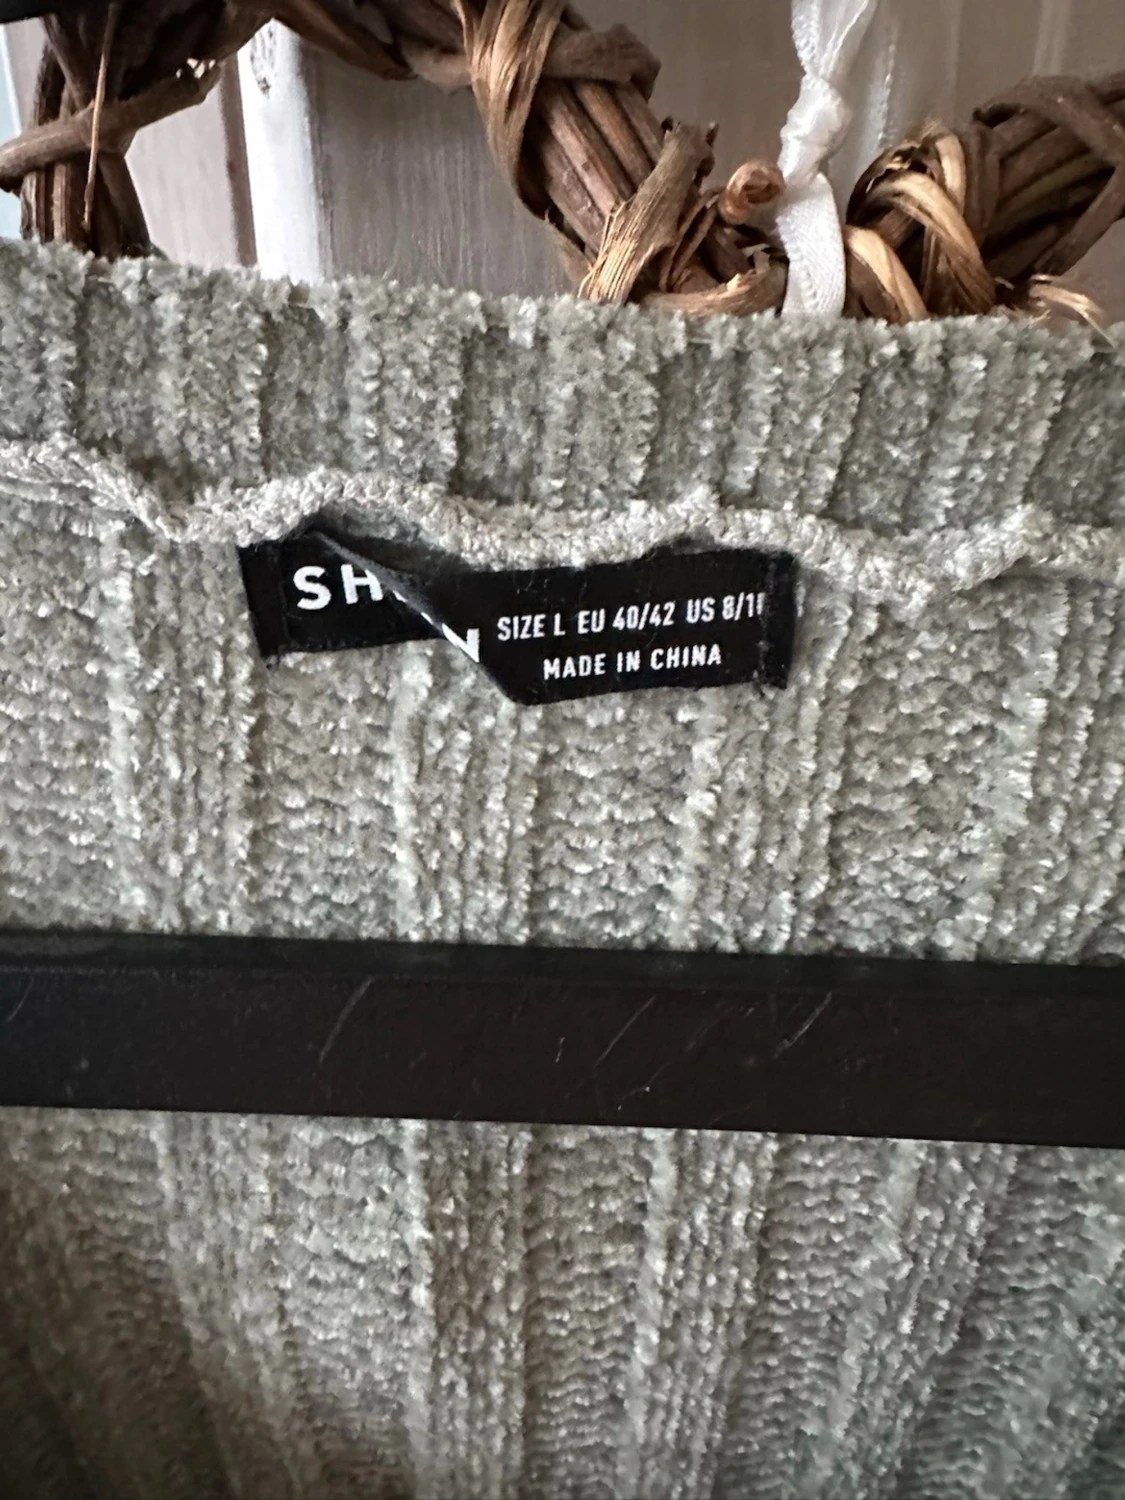 SH N
SIZE L EU 40/42 US 8/1
MADE IN CHINA